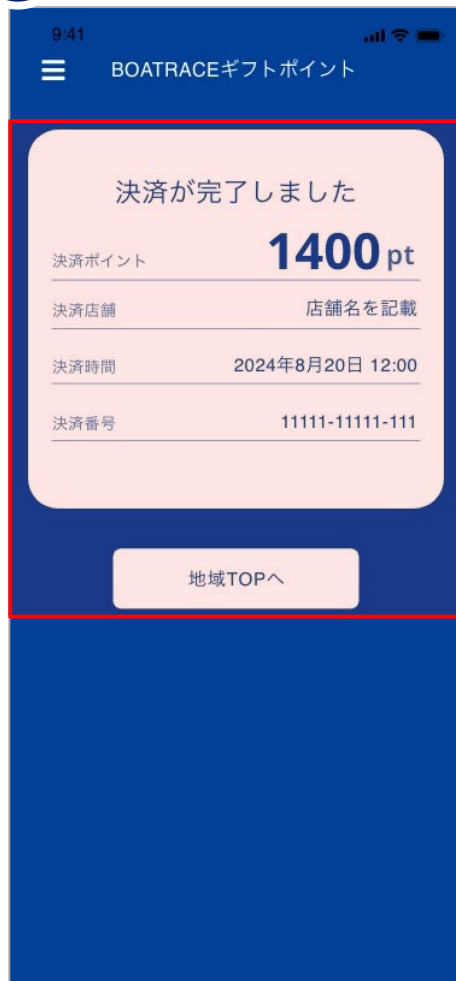 9:41
BOATRACEギフトポイント
決済が完了しました
決済ポイント 1400 pt
決済店舗 店舗名を記載
決済時間 2024年8月20日 12:00
決済番号 11111-11111-111
地域TOPへ